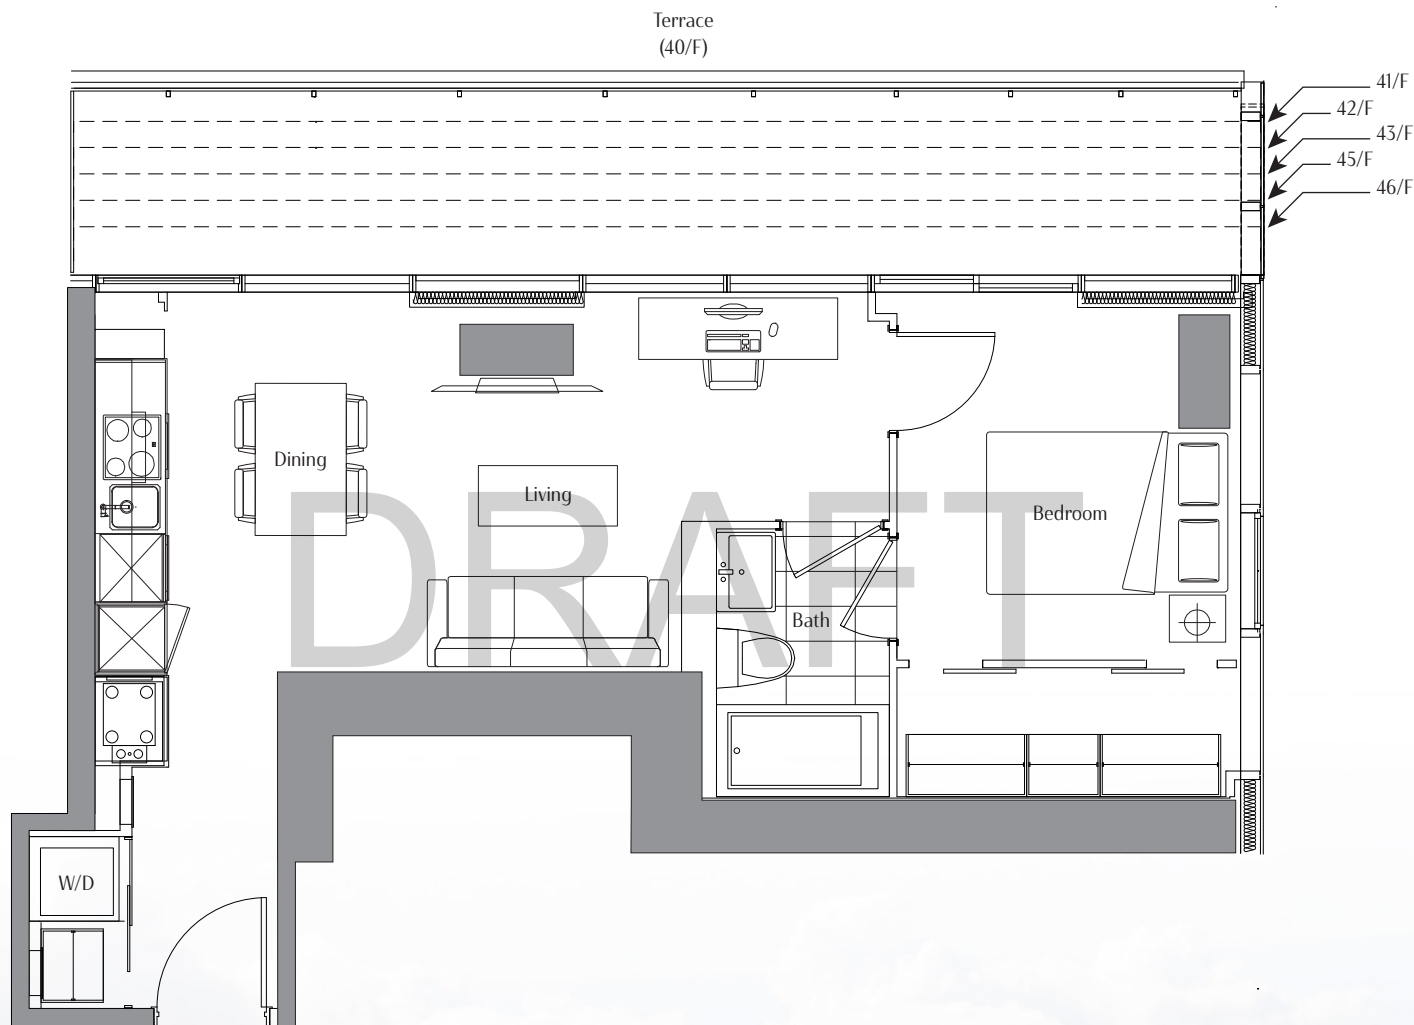 Terrace
(40/F)
41/F
42/F
43/F
45/F
46/F
Dining
Living
Bedroom
DRAFT
Bath
W/D